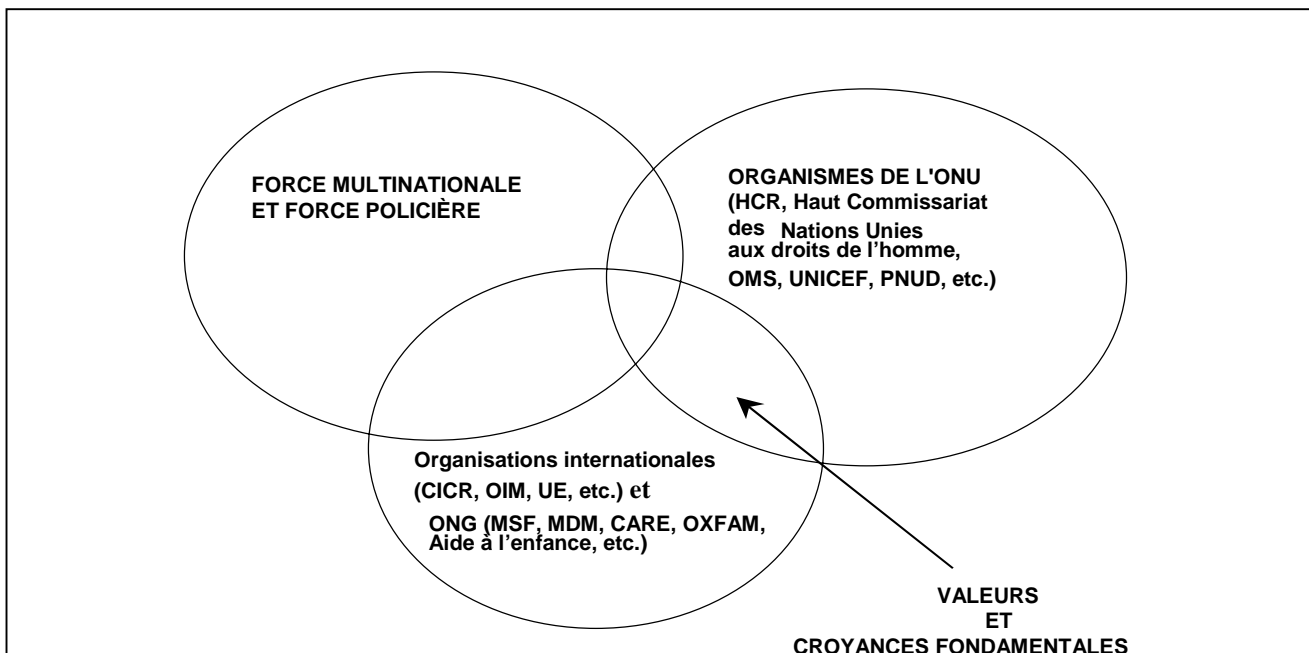 FORCE MULTINATIONALE
ET FORCE POLICIÈRE
ORGANISMES DE L'ONU
(HCR, Haut Commissariat
des Nations Unies
aux droits de l’homme,
OMS, UNICEF, PNUD, etc.)
Organisations internationales
(CICR, OIM, UE, etc.) et
ONG (MSF, MDM, CARE, OXFAM,
Aide à l’enfance, etc.)
VALEURS
ET
CROYANCES FONDAMENTALES